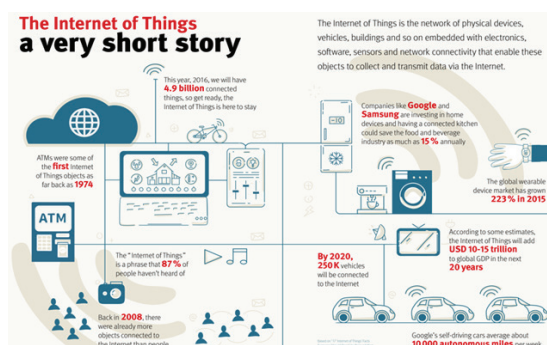 The Internet of Things
a very short story
The Internet of Things is the network of physical devices,
vehicles, buildings and so on embedded with electronics,
software, sensors and network connectivity that enable these
objects to collect and transmit data via the Internet.
This year, 2016, we will have
4.9 billion connected
things, so get ready, the
Internet of Things is here to stay
Companies like Google and
Samsung are investing in home
devices and having a connected home
could save the food and beverage
industry as much as 15% annually
ATMs were some of
the first Internet
of Things objects as
far back as 1974
The global wearable
device market has grown
223% in 2015
ATM
The "Internet of Things"
is a phrase that 87% of
people haven't heard of
By 2020,
250K vehicles
will be connected
to the Internet
According to some estimates,
the Internet of Things will add
USD 10-15 trillion
to global GDP in the next
20 years
Back in 2008, there
were already more
objects connected to
the Internet than people
Google's self-driving cars average about
10,000 autonomous miles per week